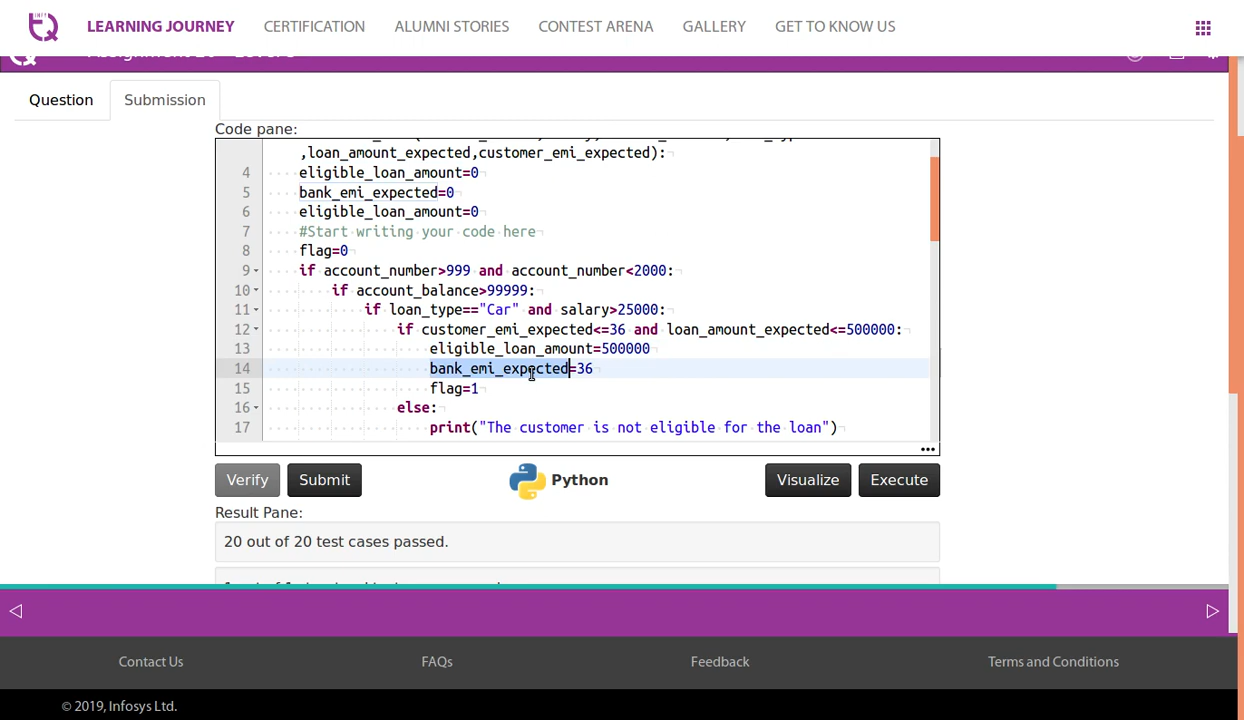 LEARNING JOURNEY CERTIFICATION ALUMNI STORIES CONTEST ARENA GALLERY GET TO KNOW US
Question Submission
Code pane:
,loan_amount_expected,customer_emi_expected):
4 eligible_loan_amount=0
5 bank_emi_expected=0
6 eligible_loan_amount=0
7 #Start writing your code here
8 flag=0
9 if account_number>999 and account_number<2000:
10 if account_balance>99999:
11 if loan_type=="Car" and salary>25000:
12 if customer_emi_expected<=36 and loan_amount_expected<=500000:
13 eligible_loan_amount=500000
14 bank_emi_expected=36
15 flag=1
16 else:
17 print("The customer is not eligible for the loan")
Verify Submit Python Visualize Execute
Result Pane:
20 out of 20 test cases passed.
Contact Us FAQs Feedback Terms and Conditions
© 2019, Infosys Ltd.